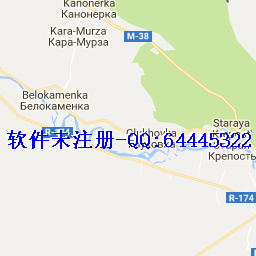 Kanonerka
Канонерка
Kara-Murza
Кара-Мурза
M-38
Belokamenka
Белокаменка
Staraya
软件未注册-QQ:64445322
Glukhovka
Крепость
R-174